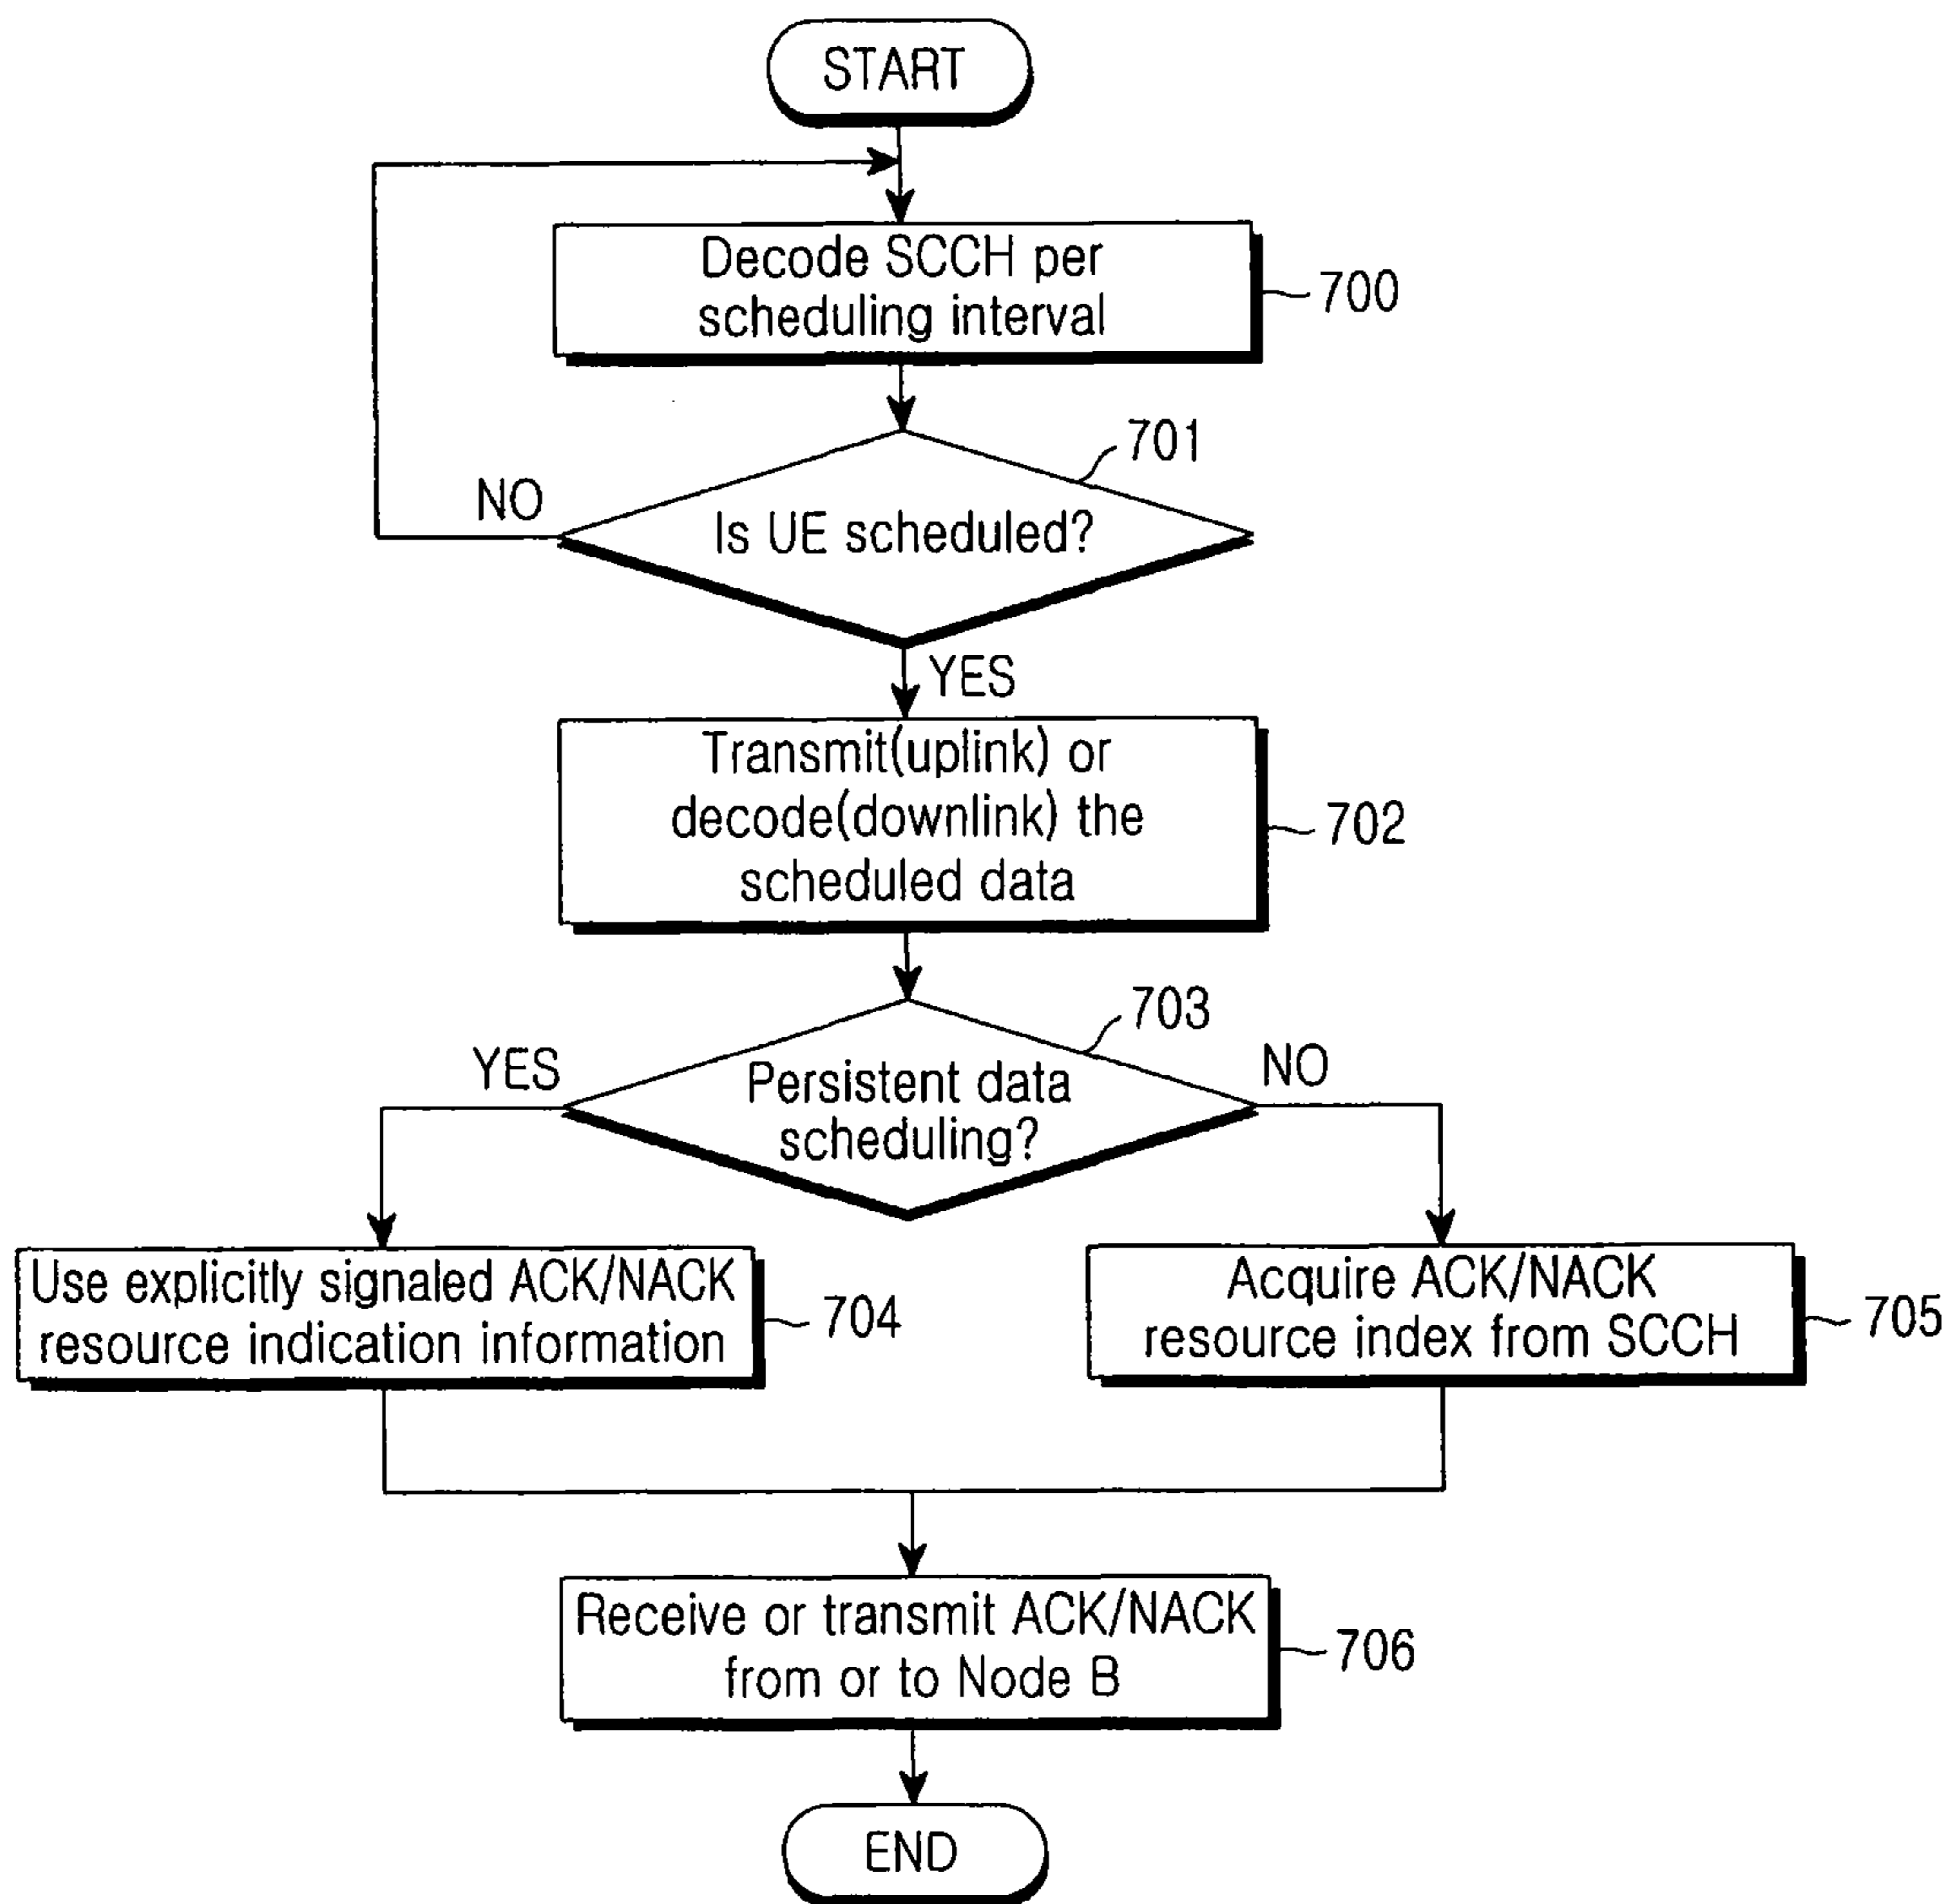 START
Decode SCCH per
scheduling interval
700
701
NO
Is UE scheduled?
YES
Transmit(uplink) or
decode(downlink) the
scheduled data
702
703
YES
NO
Persistent data
scheduling?
Use explicitly signaled ACK/NACK
resource indication information
704
Acquire ACK/NACK
resource index from SCCH
705
Receive or transmit ACK/NACK
from or to Node B
706
END